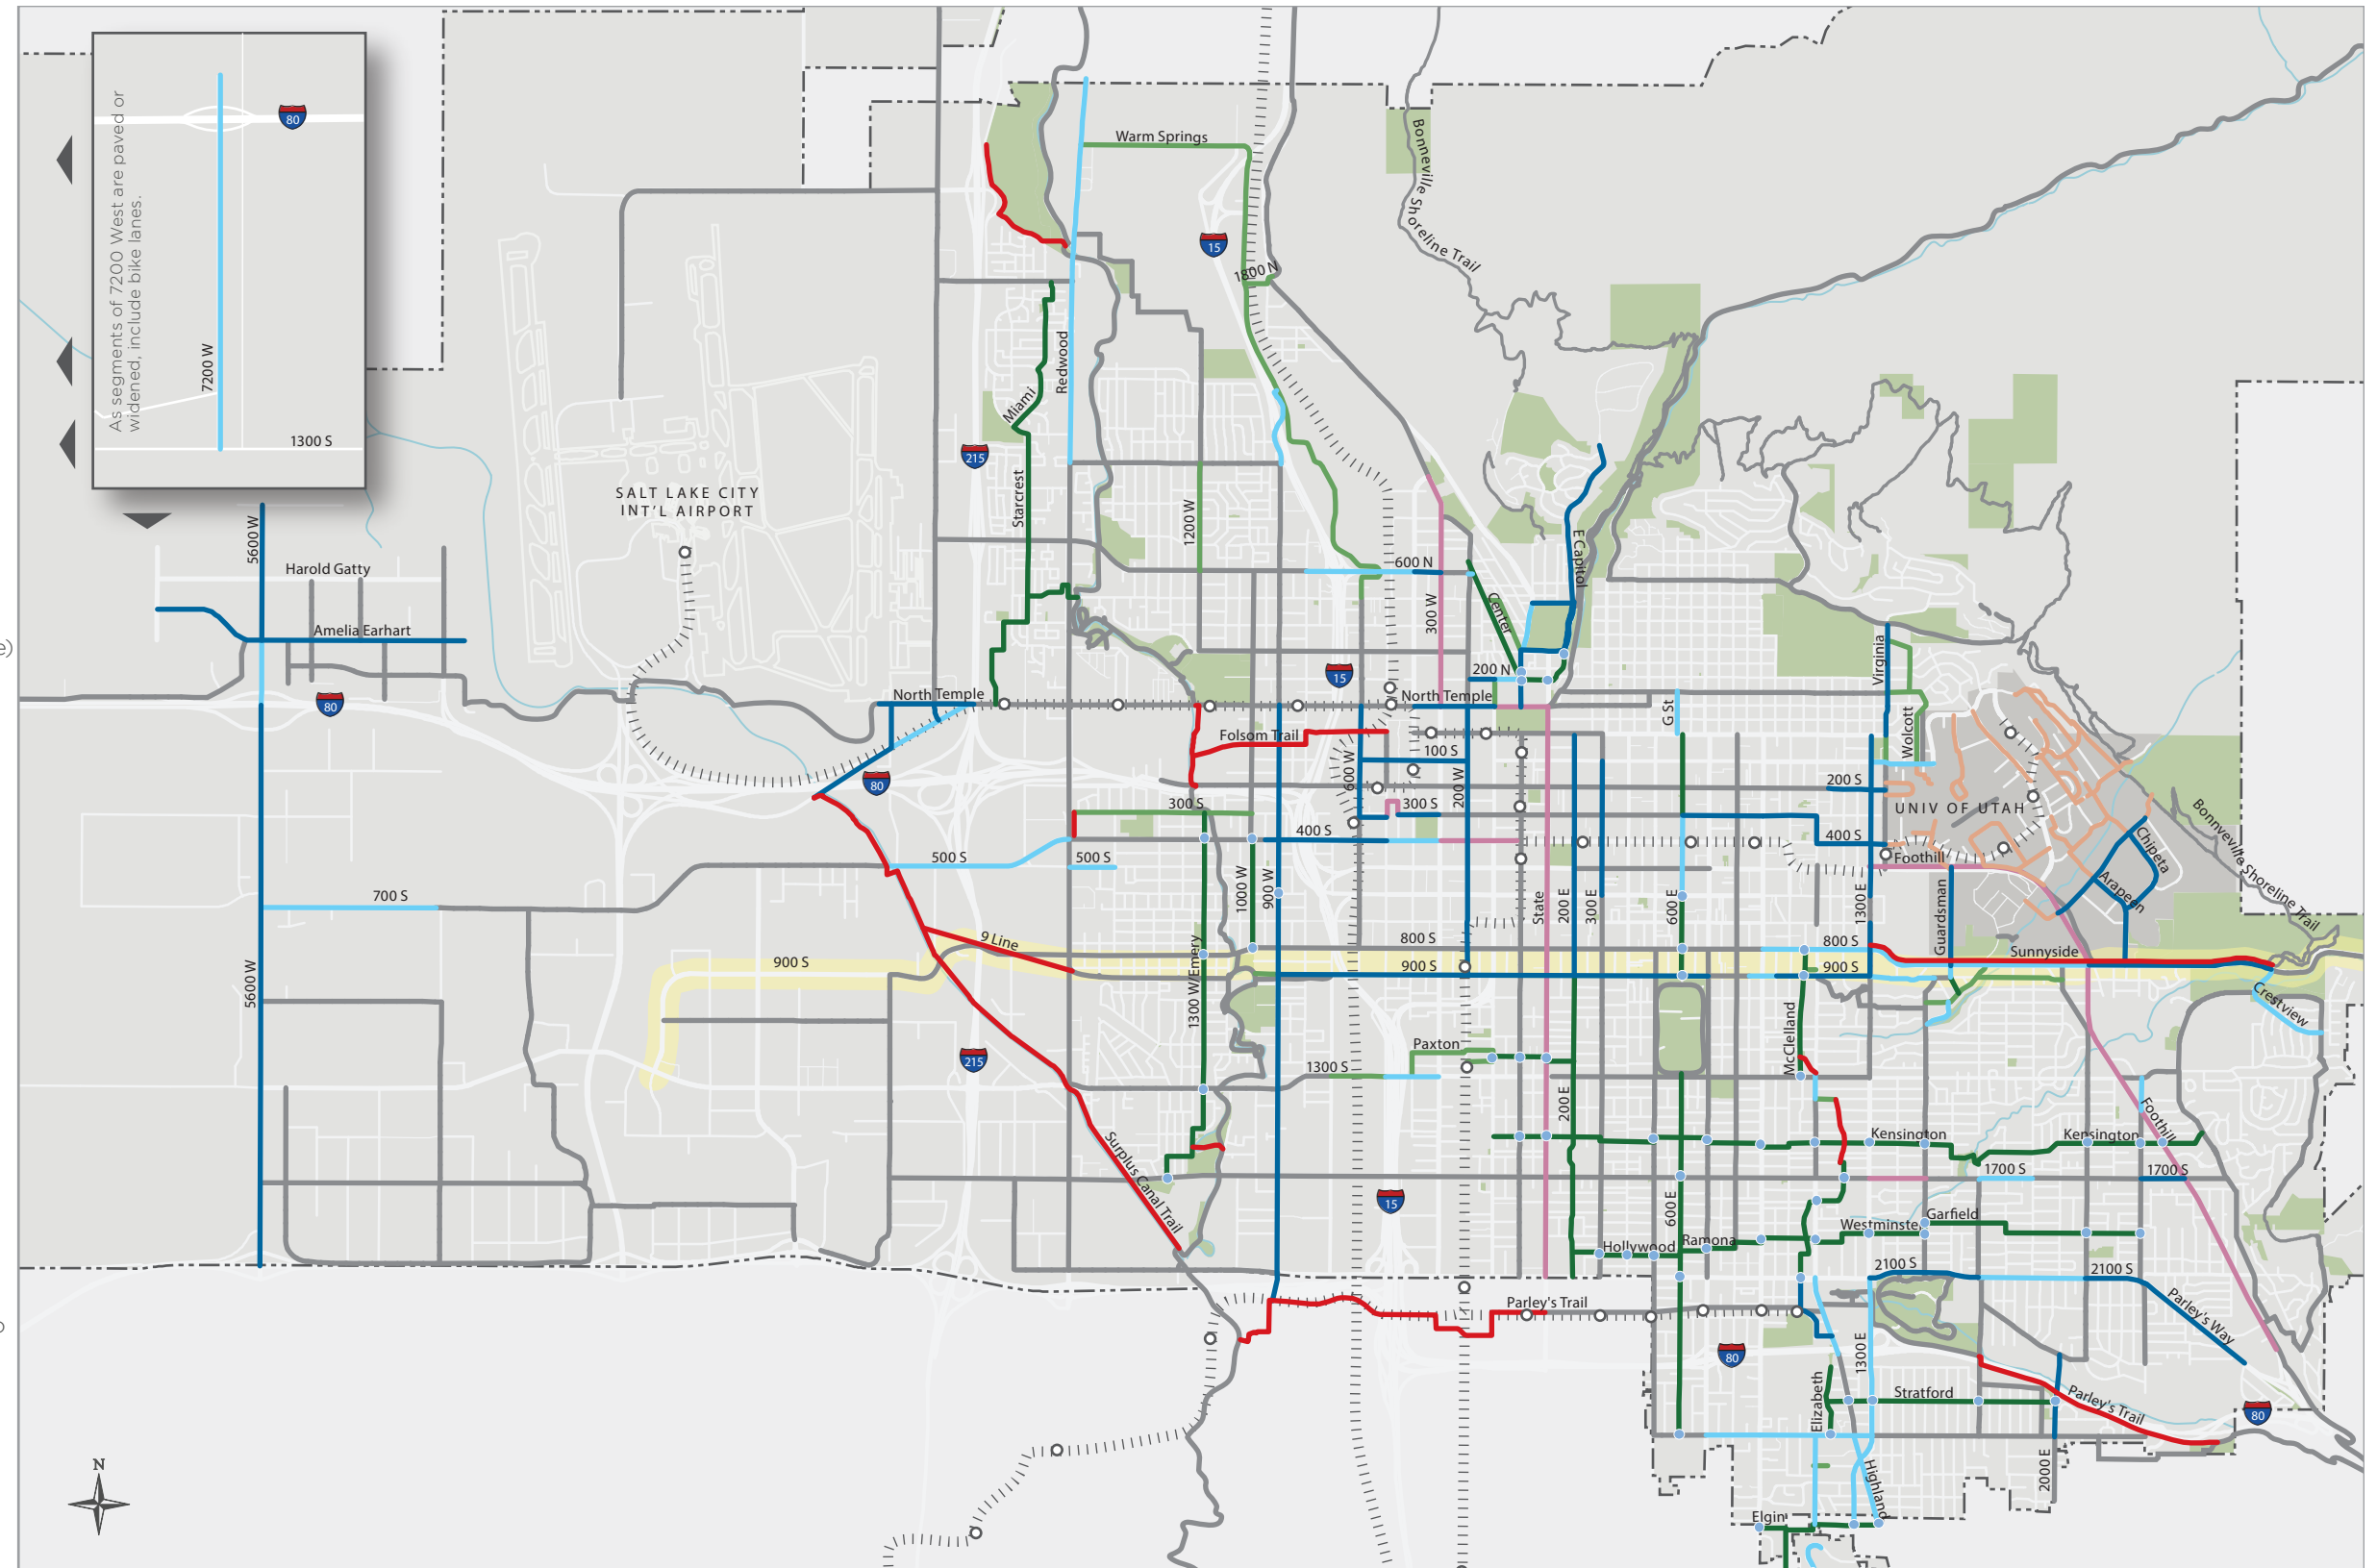 As segments of 7200 West are paved or
widened, include bike lanes.
7200 W
80
1300 S
Warm Springs
Bonneville Shoreline Trail
15
1800 N
Redwood
Miami
215
SALT LAKE CITY
INT'L AIRPORT
Starcrest
1200 W
5600 W
Harold Gatty
Amelia Earhart
600 N
E Capitol
Center
300 W
Virginia
e)
80
North Temple
15
200 N
North Temple
G St
Wolcott
Folsom Trail
100 S
600 W
200 W
80
200 S
UNIV OF UTAH
300 S
300 S
400 S
400 S
Bonnveville Shoreline Trail
Chipeta
500 S
500 S
Foothill
Arapeen
700 S
1000 W
900 W
State
200 E
300 E
600 E
1300 E
Guardsman
9 Line
800 S
800 S
Sunnyside
900 S
900 S
900 S
5600 W
1300 W/Emery
Crestview
McClelland
Paxton
215
1300 S
200 E
Foothill
Surplus Canal Trail
Kensington
Kensington
1700 S
1700 S
15
600 E
Garfield
Westminster
Hollywood
Ramona
2100 S
2100 S
Parley's Trail
Parley's Way
80
1300 E
Elizabeth
Stratford
Parley's Trail
80
N
2000 E
Highland
Elgin